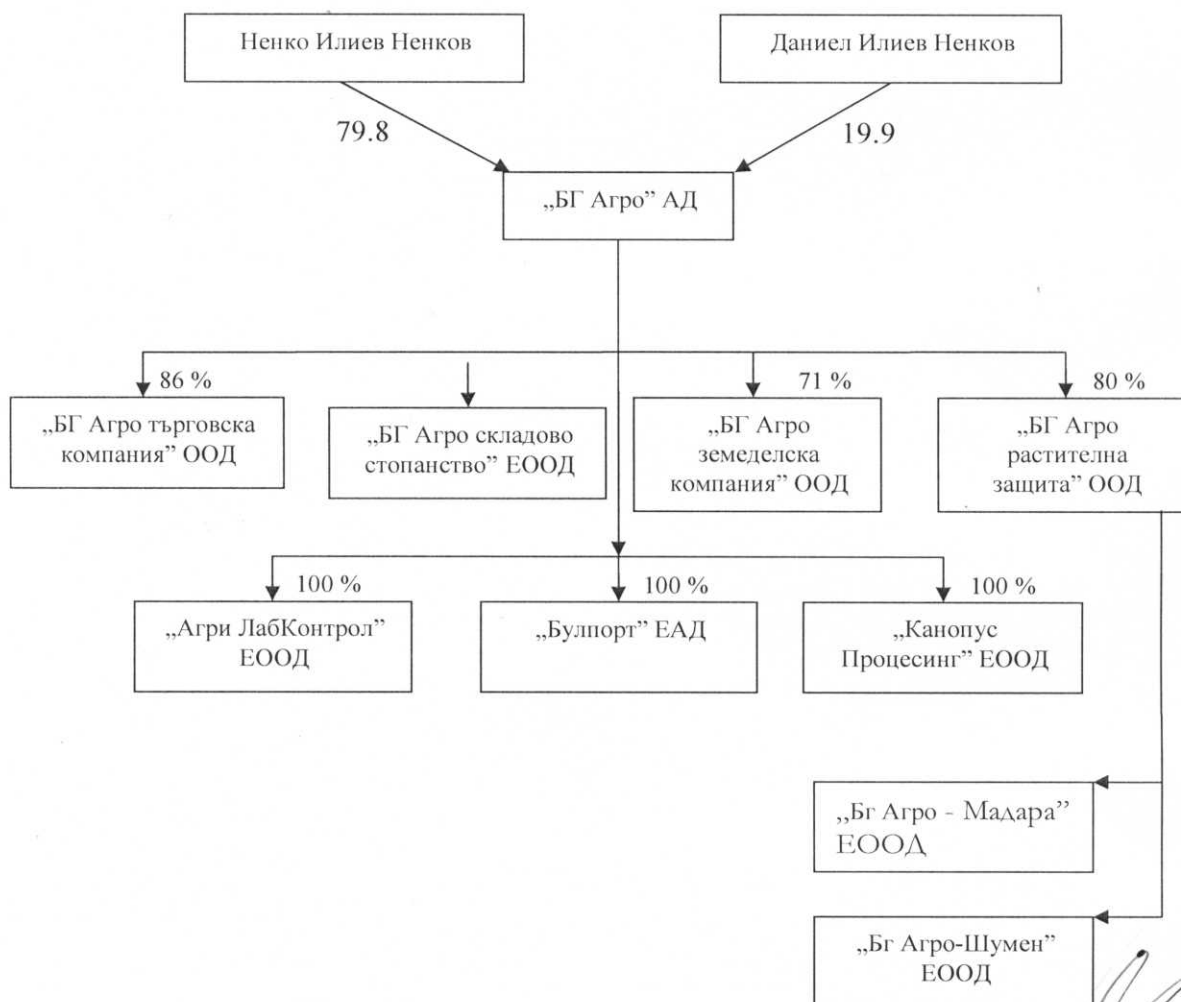 Ненко Илиев Ненков
Даниел Илиев Ненков
79.8
19.9
„БГ Агро” АД
86 %
71 %
80 %
„БГ Агро търговска
компания” ООД
„БГ Агро складово
стопанство” ЕООД
„БГ Агро
земеделска
компания” ООД
„БГ Агро
растителна
защита” ООД
100 %
100 %
100 %
„Агри ЛабКонтрол”
ЕООД
„Булпорт” ЕАД
„Канопус
Процесинг” ЕООД
„Бг Агро - Мадара”
ЕООД
„Бг Агро-Шумен”
ЕООД